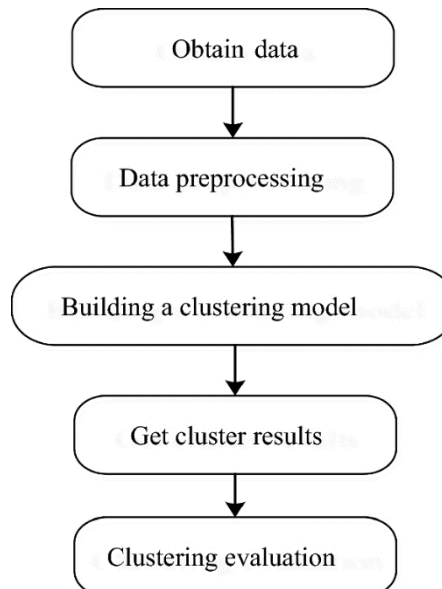 Obtain data
Data preprocessing
Building a clustering model
Get cluster results
Clustering evaluation